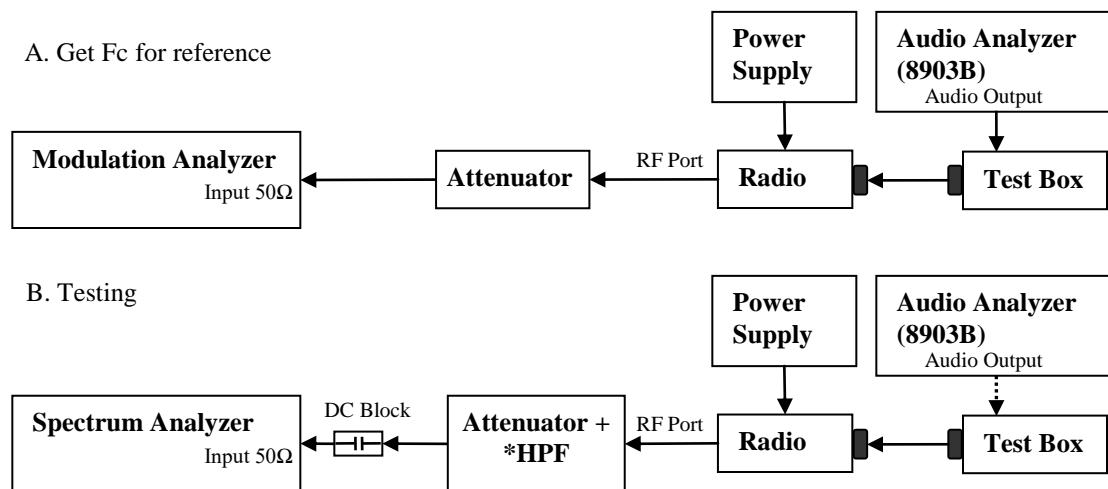 A. Get Fc for reference
Power
Supply
Audio Analyzer
(8903B)
Audio Output
Modulation Analyzer
Input 50Ω
Attenuator
RF Port
Radio
Test Box
B. Testing
Power
Supply
Audio Analyzer
(8903B)
Audio Output
Spectrum Analyzer
Input 50Ω
DC Block
Attenuator +
*HPF
RF Port
Radio
Test Box